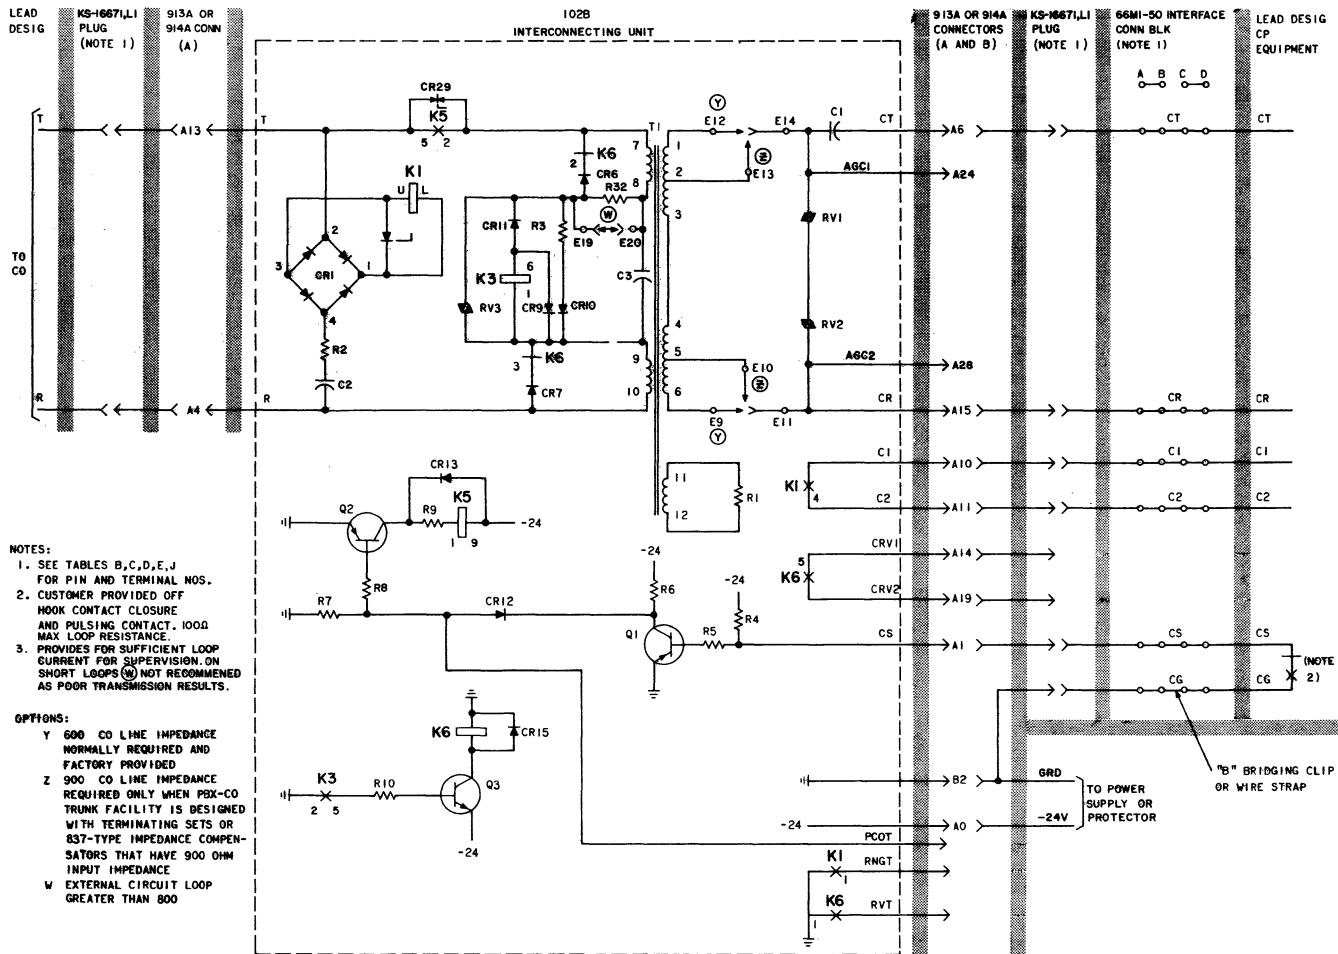 LEAD
DESIG
KS-16671,L1
PLUG
(NOTE 1)
913A OR
914A CONN
(A)
102B
INTERCONNECTING UNIT
913A OR 914A
CONNECTORS
(A AND B)
KS-16671,L1
PLUG
(NOTE 1)
66M1-50 INTERFACE
CONN BLK
(NOTE 1)
LEAD DESIG
CP
EQUIPMENT
A B C D
CR29
K5
5 2
T
A13
T
T1
Y
E12
E14
C1
CT
A6
CT
CT
7
1
K6
2
CR6
8
2
Z
E13
AGC1
A24
K1
U L
R32
W
3
CR11
R3
E19
E20
RV1
2
TO
CO
3
CR1
1
K3
6
1
C3
RV3
CR9
CR10
RV2
4
4
R2
3
K6
9
5
E10
AGC2
A28
C2
CR7
10
6
Z
R
A4
R
E9
E11
CR
A15
CR
CR
Y
CR13
11
C1
A10
C1
C1
Q2
R9
K5
R1
K1
4
1 9
-24
12
C2
A11
C2
C2
NOTES:
1. SEE TABLES B,C,D,E,J
FOR PIN AND TERMINAL NOS.
2. CUSTOMER PROVIDED OFF
HOOK CONTACT CLOSURE
AND PULSING CONTACT. 100Ω
MAX LOOP RESISTANCE.
3. PROVIDES FOR SUFFICIENT LOOP
CURRENT FOR SUPERVISION. ON
SHORT LOOPS W NOT RECOMMENED
AS POOR TRANSMISSION RESULTS.
-24
CRV1
A14
5
K6
R8
R6
-24
CRV2
A19
R7
CR12
R4
Q1
R5
CS
A1
CS
CS
(NOTE
2)
CG
CG
OPTIONS:
Y 600 CO LINE IMPEDANCE
NORMALLY REQUIRED AND
FACTORY PROVIDED
Z 900 CO LINE IMPEDANCE
REQUIRED ONLY WHEN PBX-CO
TRUNK FACILITY IS DESIGNED
WITH TERMINATING SETS OR
837-TYPE IMPEDANCE COMPEN-
SATORS THAT HAVE 900 OHM
INPUT IMPEDANCE
W EXTERNAL CIRCUIT LOOP
GREATER THAN 800
K6
CR15
K3
2 5
R10
Q3
-24
B2
GRD
"B" BRIDGING CLIP
OR WIRE STRAP
TO POWER
SUPPLY OR
PROTECTOR
-24
A0
-24V
PCOT
K1
1
RNGT
K6
1
RVT